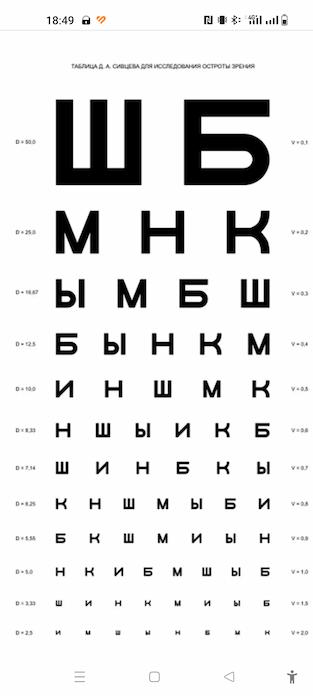 18:49
ТАБЛИЦА Д. А. СИВЦЕВА ДЛЯ ИССЛЕДОВАНИЯ ОСТРОТЫ ЗРЕНИЯ
D = 50,0 Ш Б V = 0,1
D = 25,0 М Н К V = 0,2
D = 16,67 Ы М Б Ш V = 0,3
D = 12,5 Б Ы Н К М V = 0,4
D = 10,0 И Н Ш М К V = 0,5
D = 8,33 Н Ш Ы И К Б V = 0,6
D = 7,14 Ш И Н Б К Ы V = 0,7
D = 6,25 К Н Ш М Ы Б И V = 0,8
D = 5,55 Б К Ш М И Ы Н V = 0,9
D = 5,0 Н К И Б М Ш Ы Б V = 1,0
D = 3,33 Ш И Н К М И Ы Б V = 1,5
D = 2,5 И М Ш Ы Н Б М К V = 2,0